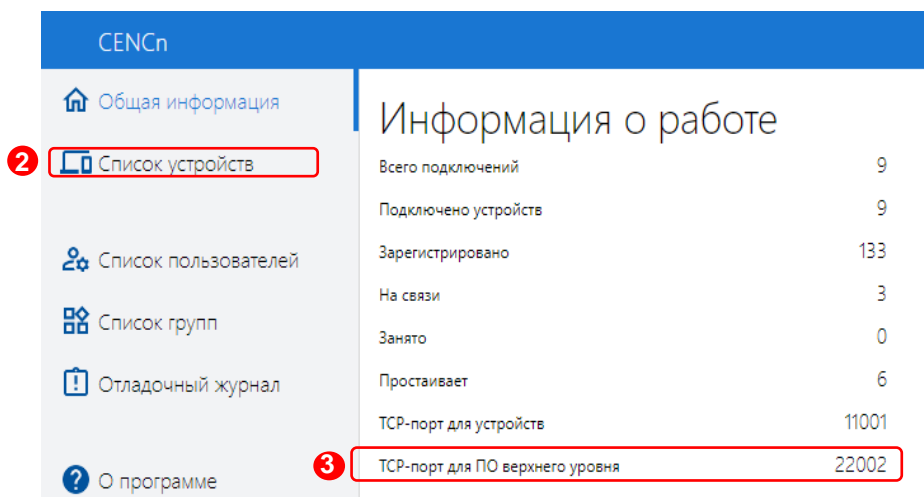 CENCn
Общая информация
2
Список устройств
Список пользователей
Список групп
Отладочный журнал
О программе
Информация о работе
Всего подключений 9
Подключено устройств 9
Зарегистрировано 133
На связи 3
Занято 0
Простаивает 6
TCP-порт для устройств 11001
3 TCP-порт для ПО верхнего уровня 22002